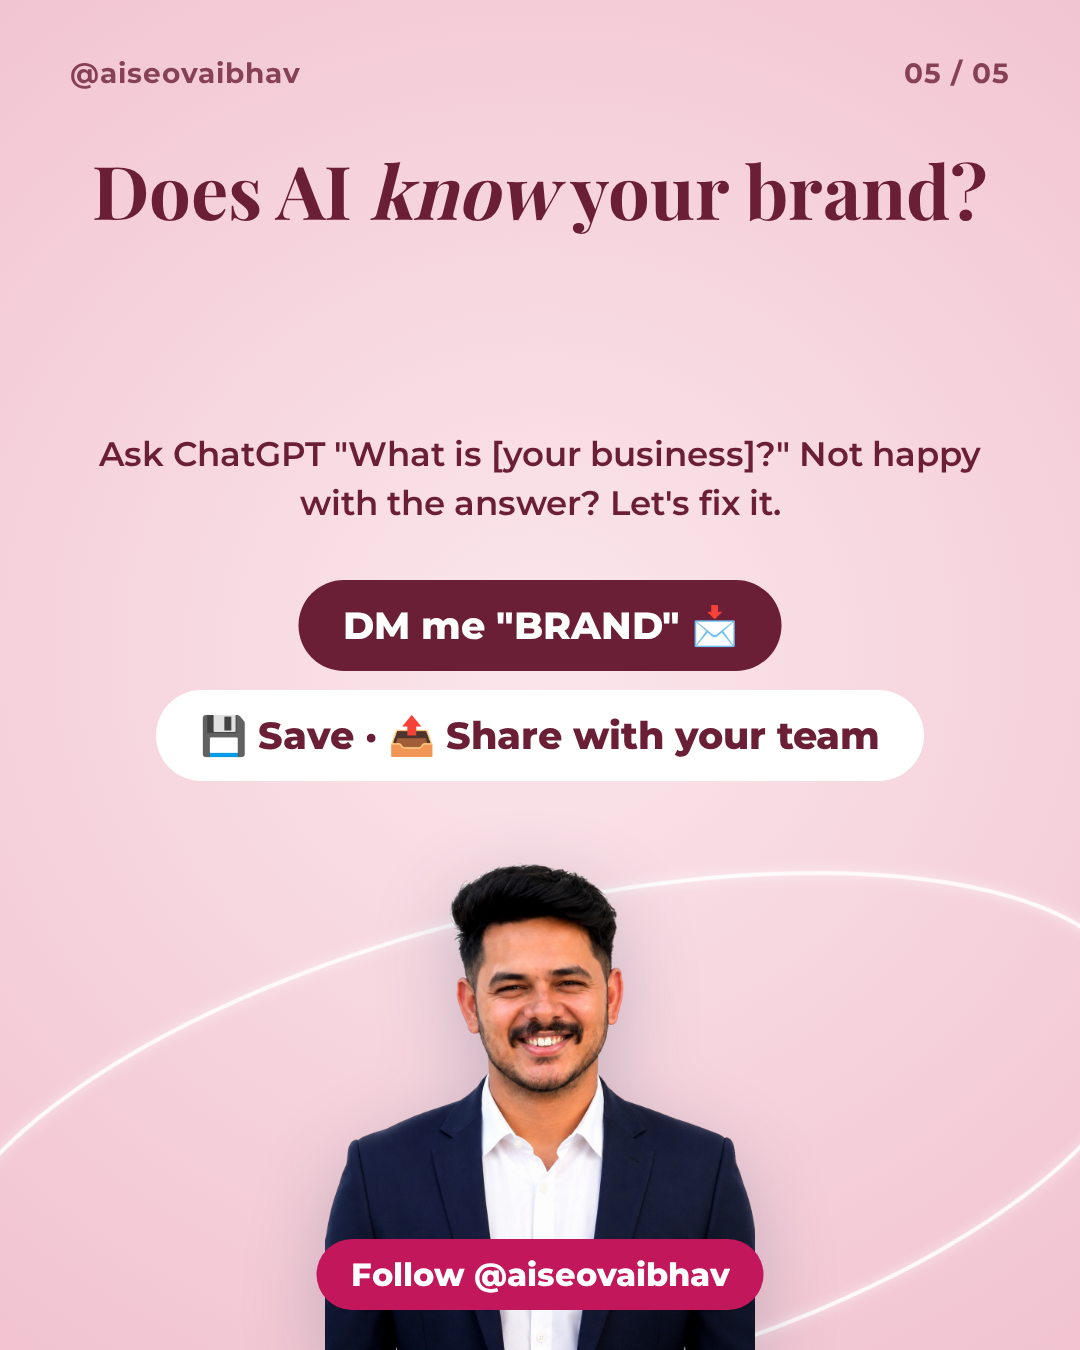 @aiseovaibhav
05 / 05
Does AI know your brand?
Ask ChatGPT "What is [your business]?" Not happy
with the answer? Let's fix it.
DM me "BRAND" 📩
💾 Save · 📤 Share with your team
Follow @aiseovaibhav